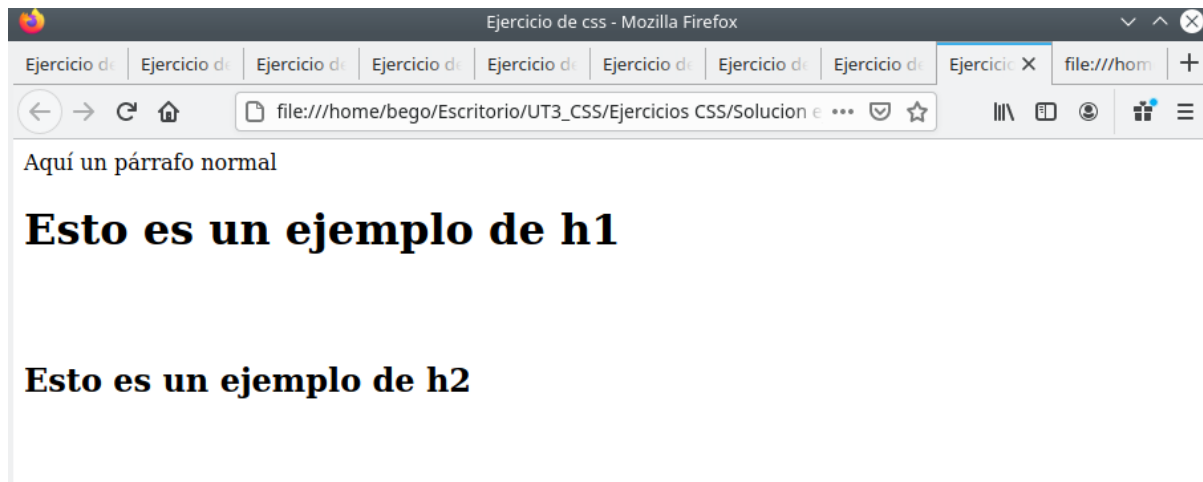 Ejercicio de css - Mozilla Firefox
Ejercicio de Ejercicio de Ejercicio de Ejercicio de Ejercicio de Ejercicio de Ejercicio de Ejercicio de Ejercicio file:///hom
file:///home/bego/Escritorio/UT3_CSS/Ejercicios CSS/Solucion e
Aquí un párrafo normal
Esto es un ejemplo de h1
Esto es un ejemplo de h2